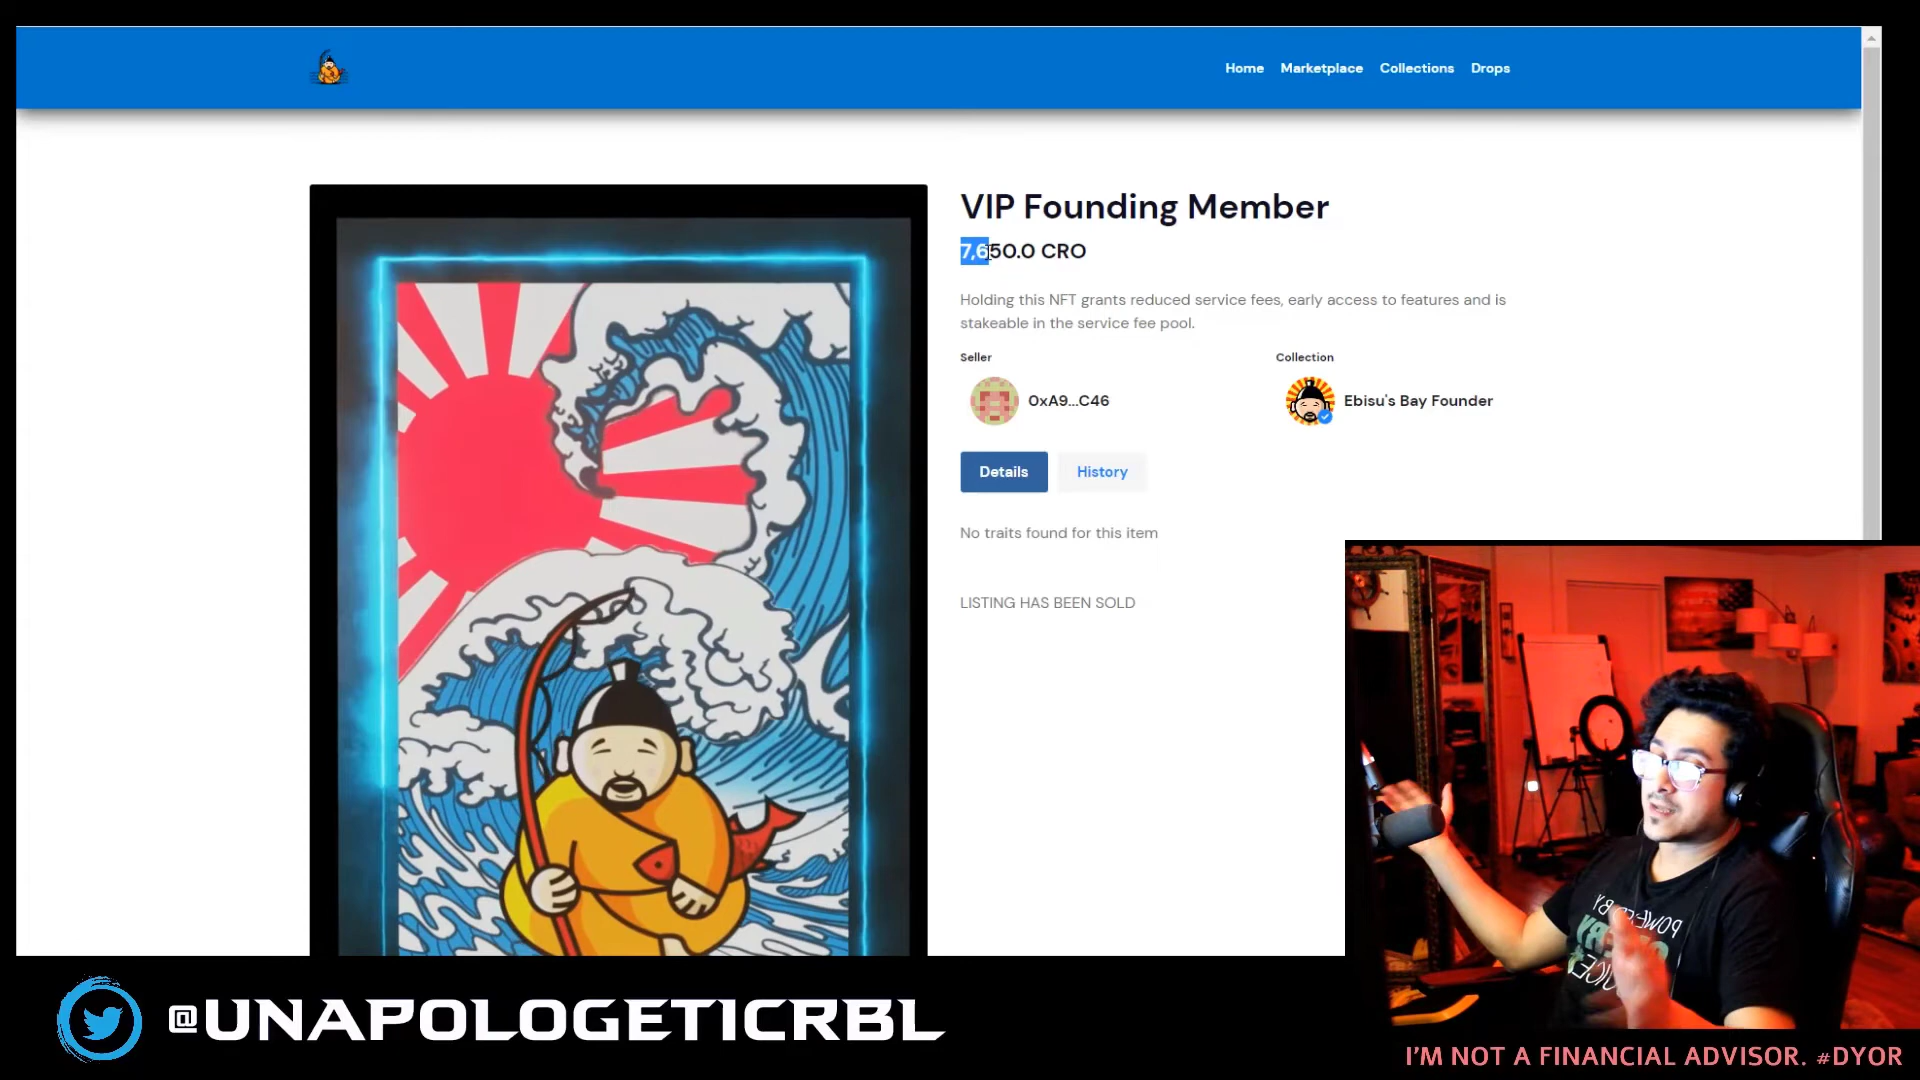 Home Marketplace Collections Drops
VIP Founding Member
7,650.0 CRO
Holding this NFT grants reduced service fees, early access to features and is
stakeable in the service fee pool.
Seller
Collection
0xA9...C46
Ebisu's Bay Founder
Details
History
No traits found for this item
LISTING HAS BEEN SOLD
POWERED BY
@UNAPOLOGETICRBL
I'M NOT A FINANCIAL ADVISOR. #DYOR